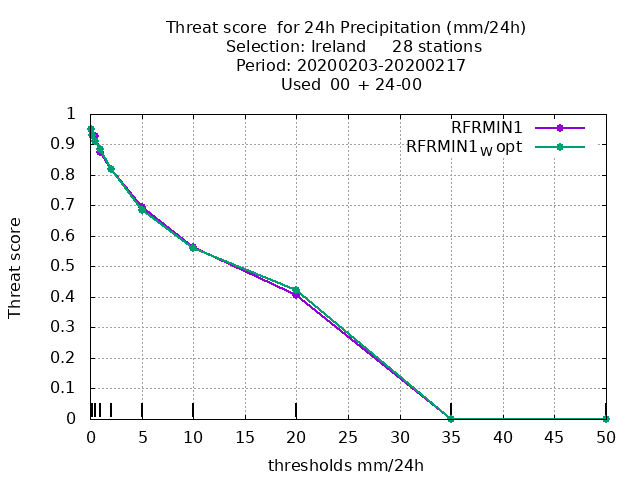 Threat score  for 24h Precipitation (mm/24h)
Selection: Ireland     28 stations
Period: 20200203-20200217
Used  00 + 24-00
RFRMIN1
RFRMIN1W opt
1
0.9
0.8
0.7
0.6
0.5
0.4
0.3
0.2
0.1
0
Threat score
0 5 10 15 20 25 30 35 40 45 50
thresholds mm/24h